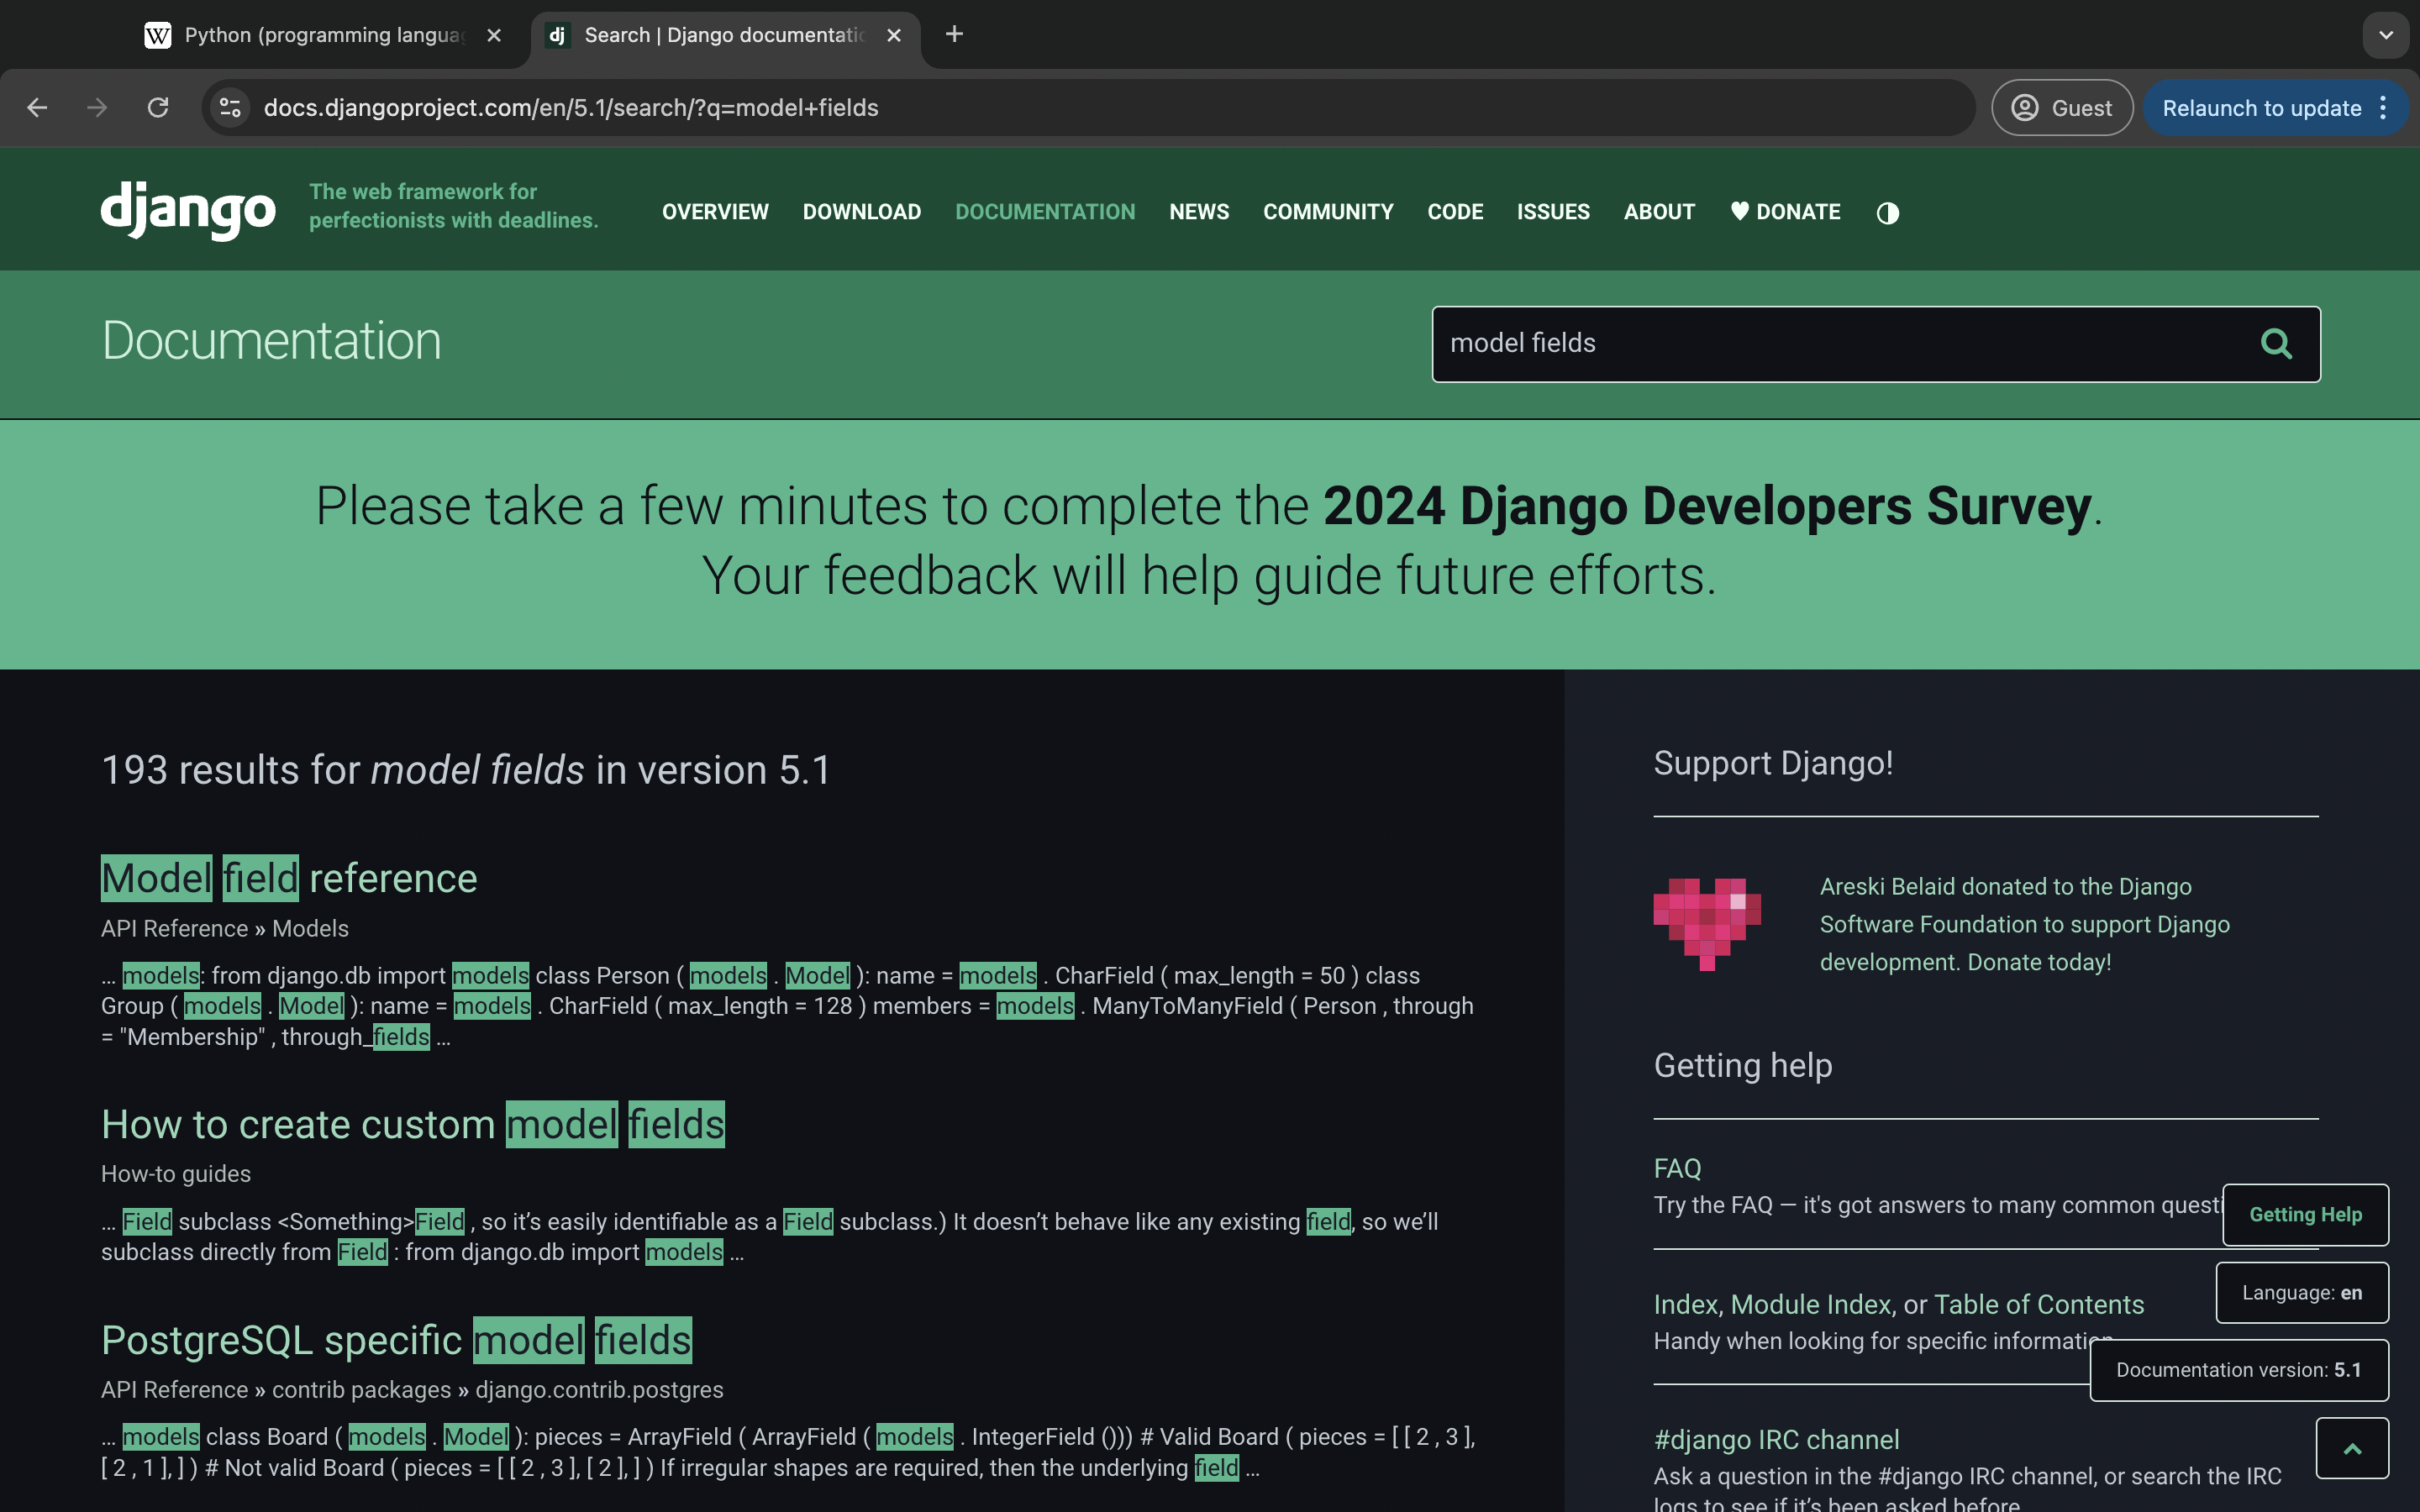 Python (programming langua
Search | Django documentatio
docs.djangoproject.com/en/5.1/search/?q=model+fields
Guest
Relaunch to update
django
The web framework for
perfectionists with deadlines.
OVERVIEW DOWNLOAD DOCUMENTATION NEWS COMMUNITY CODE ISSUES ABOUT ♥ DONATE
Documentation
model fields
Please take a few minutes to complete the 2024 Django Developers Survey.
Your feedback will help guide future efforts.
193 results for model fields in version 5.1
Model field reference
API Reference » Models
… models: from django.db import models class Person ( models . Model ): name = models . CharField ( max_length = 50 ) class
Group ( models . Model ): name = models . CharField ( max_length = 128 ) members = models . ManyToManyField ( Person , through
= "Membership" , through_fields …
How to create custom model fields
How-to guides
… Field subclass <Something>Field , so it’s easily identifiable as a Field subclass.) It doesn’t behave like any existing field, so we’ll
subclass directly from Field : from django.db import models …
PostgreSQL specific model fields
API Reference » contrib packages » django.contrib.postgres
… models class Board ( models . Model ): pieces = ArrayField ( ArrayField ( models . IntegerField ())) # Valid Board ( pieces = [ [ 2 , 3 ],
[ 2 , 1 ], ] ) # Not valid Board ( pieces = [ [ 2 , 3 ], [ 2 ], ] ) If irregular shapes are required, then the underlying field …
Support Django!
Areski Belaid donated to the Django
Software Foundation to support Django
development. Donate today!
Getting help
FAQ
Try the FAQ — it's got answers to many common questi
Getting Help
Language: en
Index, Module Index, or Table of Contents
Handy when looking for specific information
Documentation version: 5.1
#django IRC channel
Ask a question in the #django IRC channel, or search the IRC
logs to see if it’s been asked before.